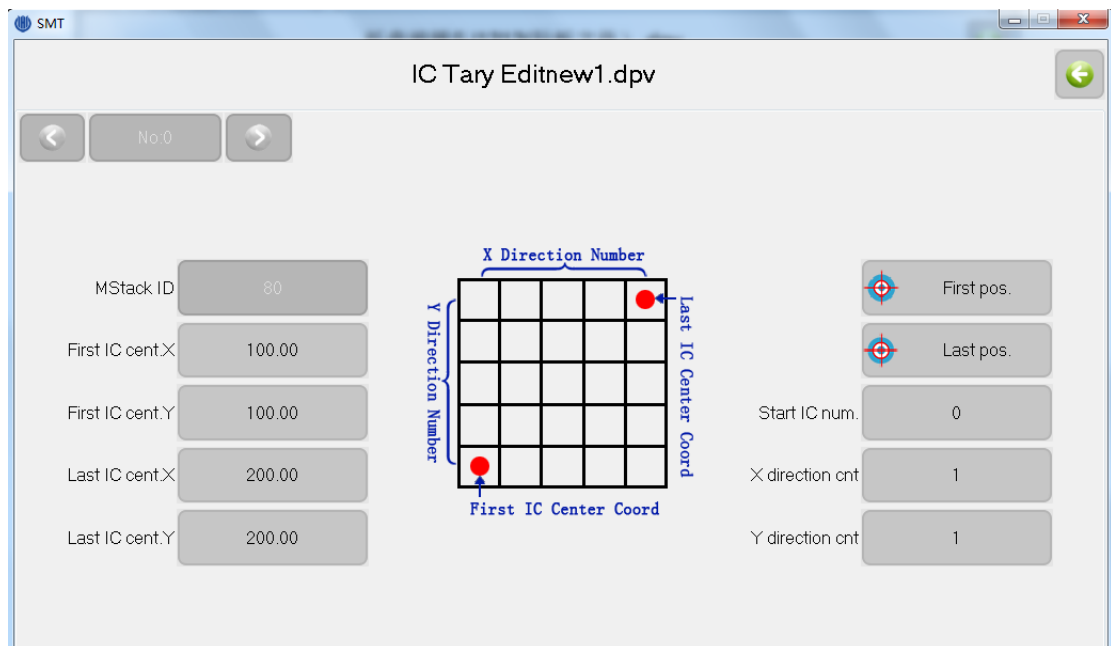 SMT
IC Tary Editnew1.dpv
No:0
MStack ID
80
First IC cent.X
100.00
First IC cent.Y
100.00
Last IC cent.X
200.00
Last IC cent.Y
200.00
X Direction Number
Y Direction Number
Last IC Center Coord
First IC Center Coord
First pos.
Last pos.
Start IC num.
0
X direction cnt
1
Y direction cnt
1